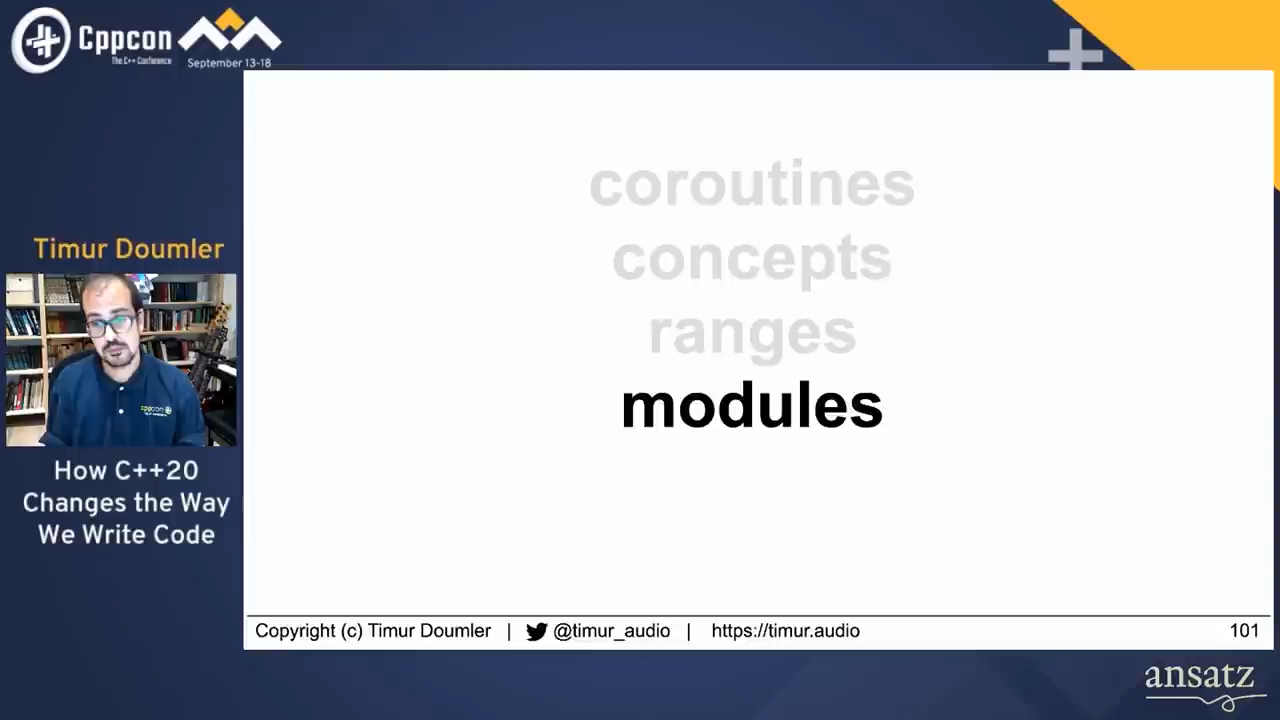 Cppcon
The C++ Conference
September 13-18
Timur Doumler
How C++20
Changes the Way
We Write Code
coroutines
concepts
ranges
modules
Copyright (c) Timur Doumler | @timur_audio | https://timur.audio
101
ansatz